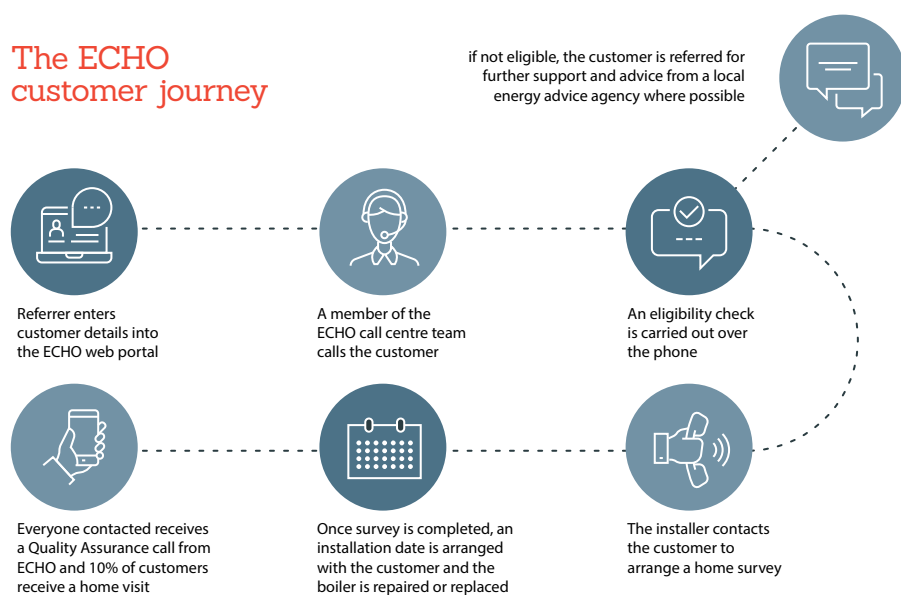 The ECHO
customer journey
if not eligible, the customer is referred for
further support and advice from a local
energy advice agency where possible
Referrer enters
customer details into
the ECHO web portal
A member of the
ECHO call centre team
calls the customer
An eligibility check
is carried out over
the phone
Everyone contacted receives
a Quality Assurance call from
ECHO and 10% of customers
receive a home visit
Once survey is completed, an
installation date is arranged
with the customer and the
boiler is repaired or replaced
The installer contacts
the customer to
arrange a home survey